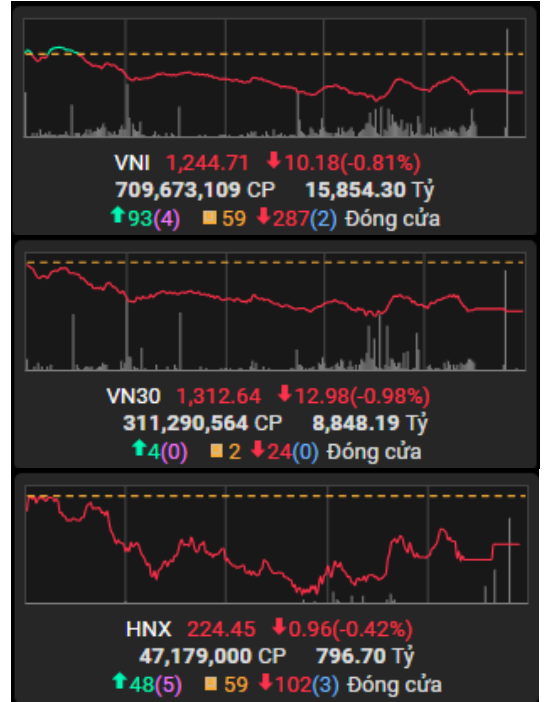 VNI 1,244.71 10.18(-0.81%)
709,673,109 CP 15,854.30 Tỷ
93(4) 59 287(2) Đóng cửa
VN30 1,312.64 12.98(-0.98%)
311,290,564 CP 8,848.19 Tỷ
4(0) 2 24(0) Đóng cửa
HNX 224.45 0.96(-0.42%)
47,179,000 CP 796.70 Tỷ
48(5) 59 102(3) Đóng cửa